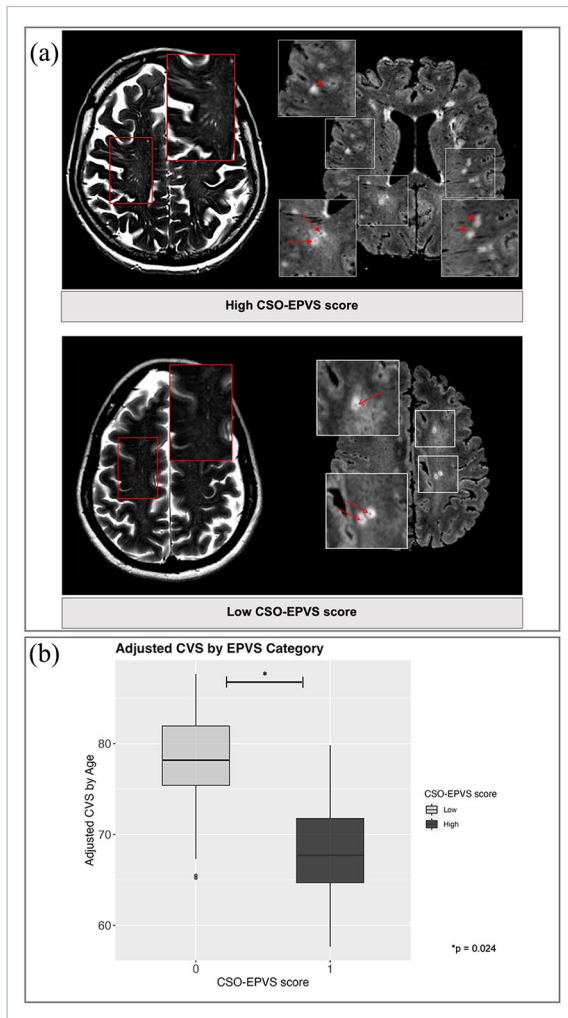 (a)
High CSO-EPVS score
Low CSO-EPVS score
(b)
Adjusted CVS by EPVS Category
*
Adjusted CVS by Age
80
70
60
0
1
CSO-EPVS score
CSO-EPVS score
Low
High
*p = 0.024